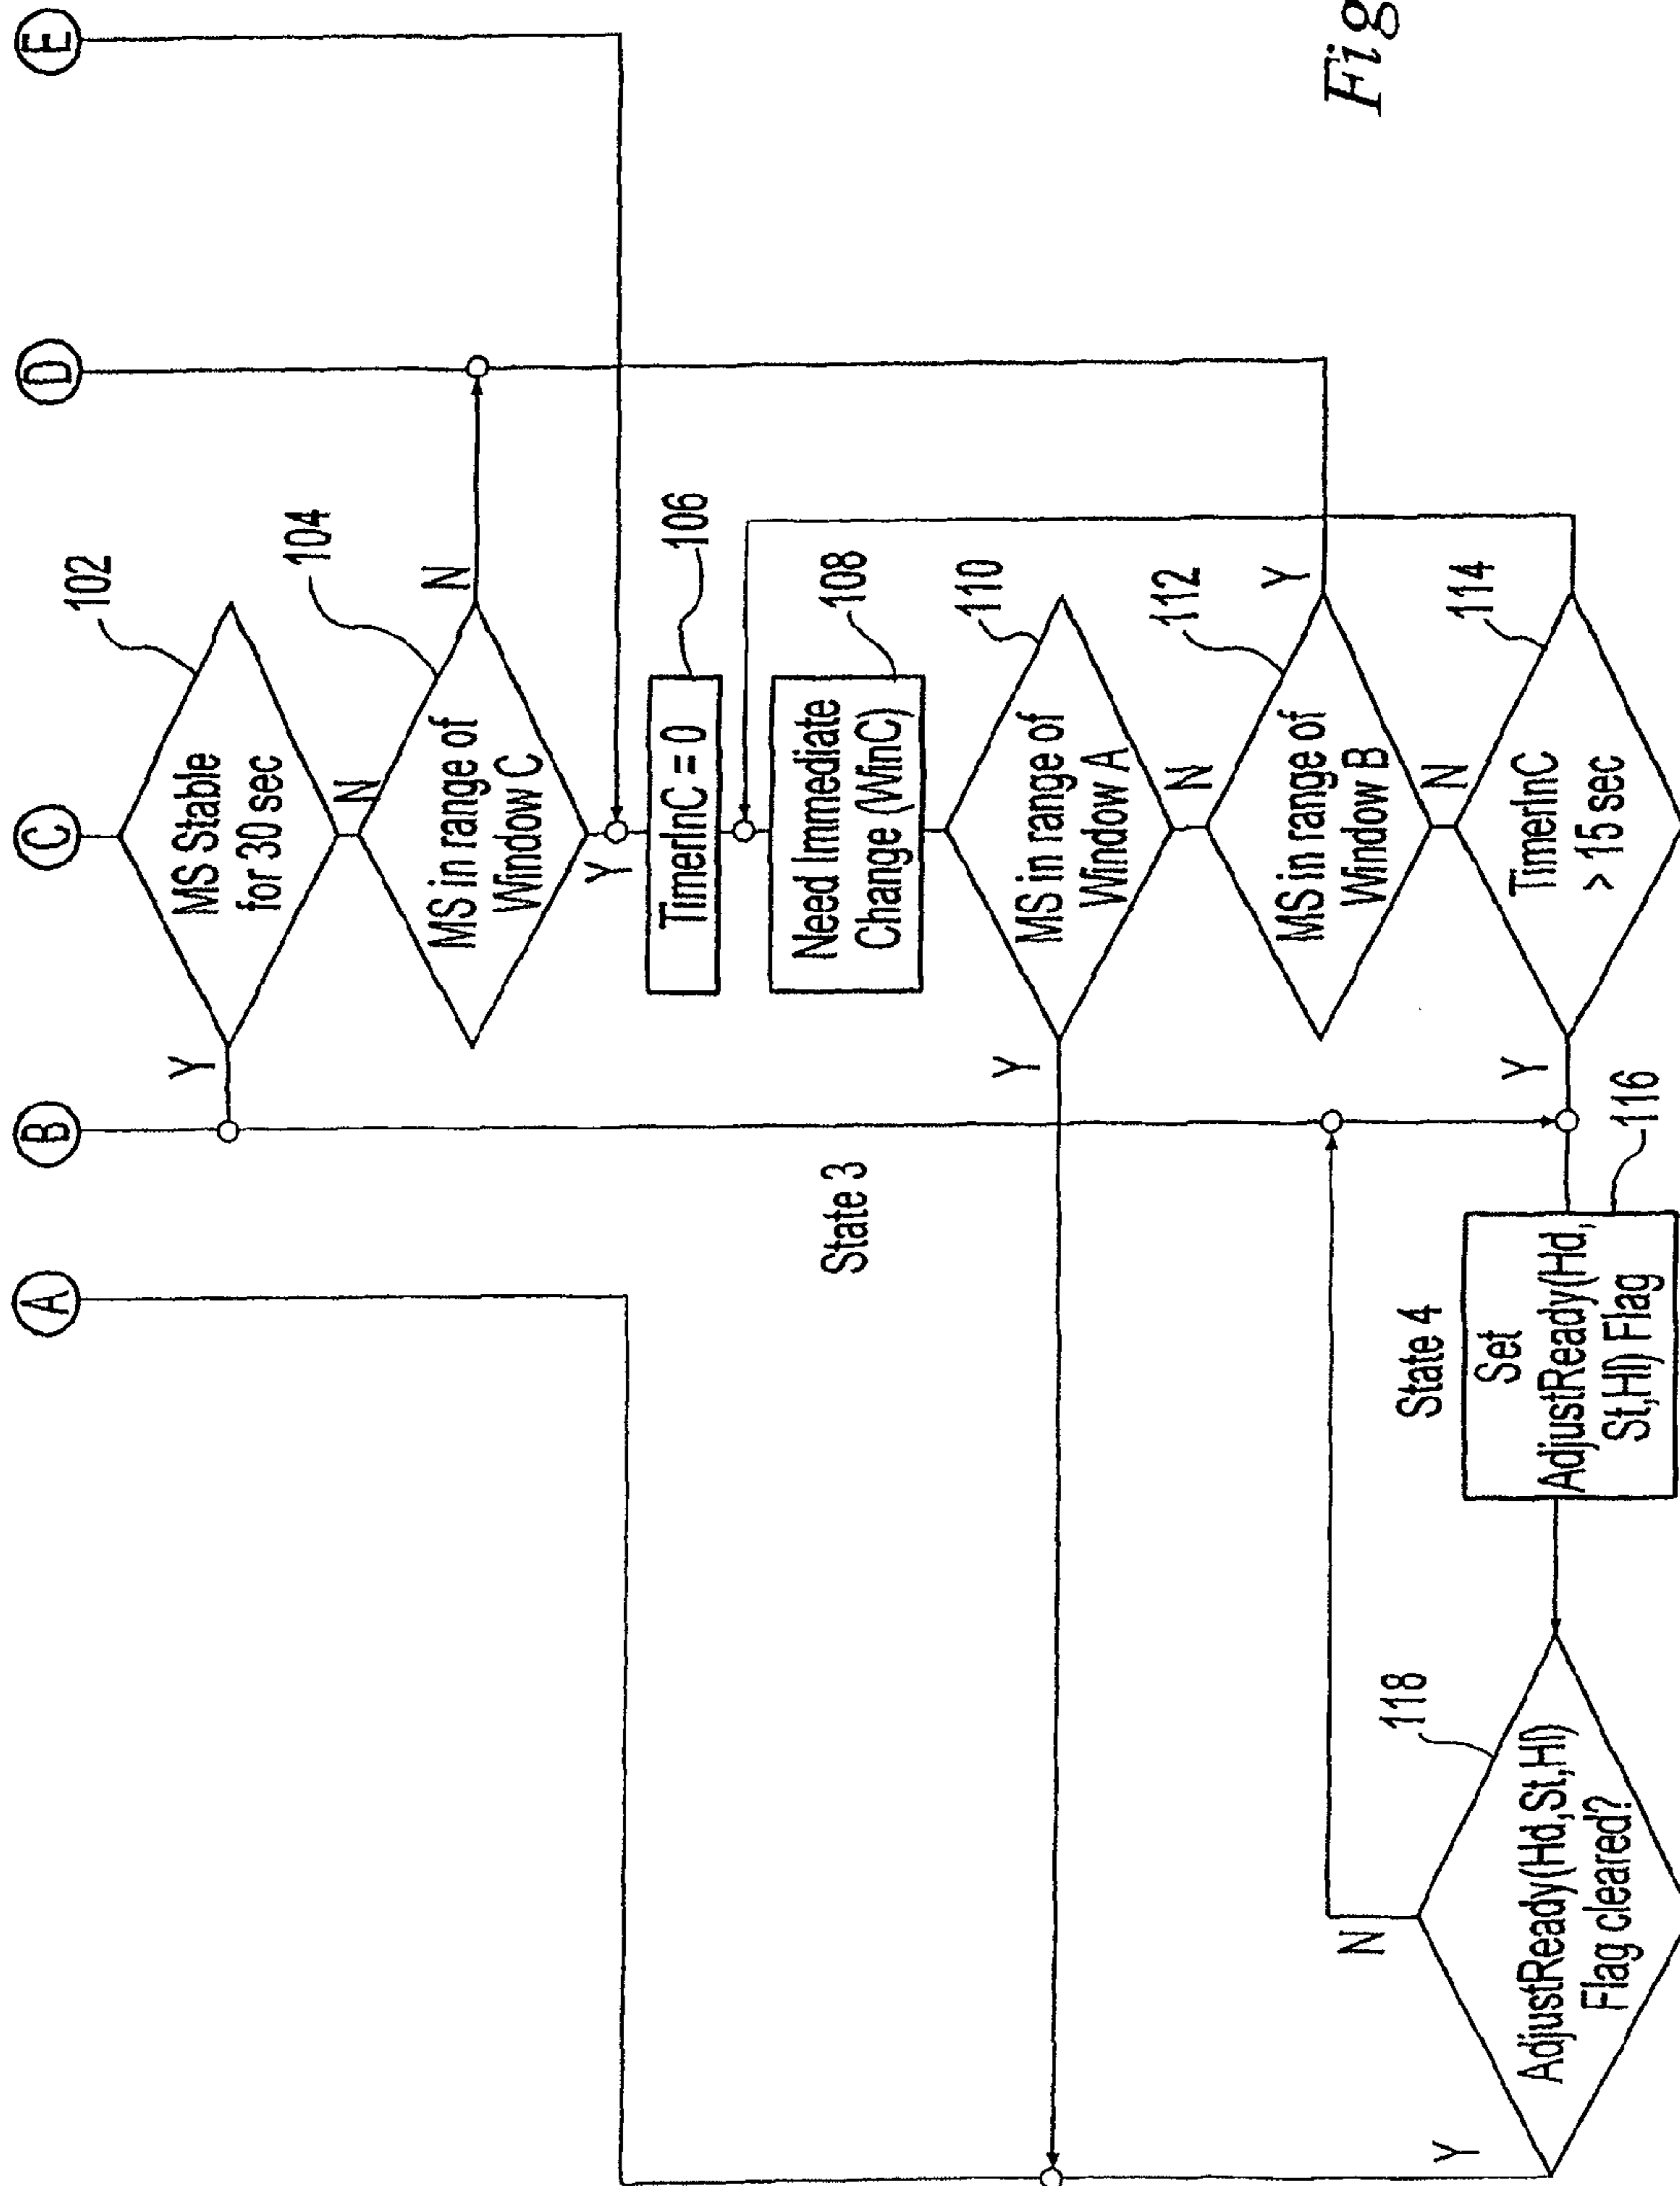 A
B
C
D
E
102
MS Stable
for 30 sec
Y
N
104
MS in range of
Window C
N
Y
TimerInC = 0
106
State 3
Need Immediate
Change (WinC)
108
110
MS in range of
Window A
Y
N
112
MS in range of
Window B
Y
N
114
TimerInC
> 15 sec
Y
116
State 4
Set
AdjustReady(Hd,
St,Hl) Flag
118
AdjustReady(Hd,St,Hl)
Flag cleared?
N
Y
Fig